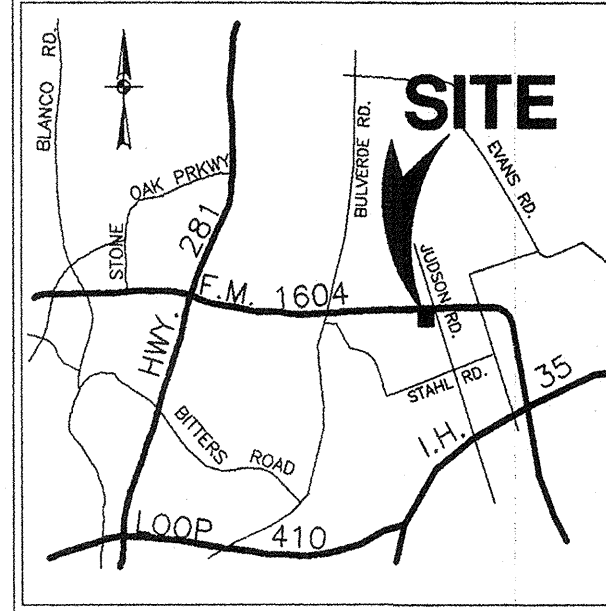 BLANCO RD.
SITE
BULVERDE RD.
EVANS RD.
OAK PRKWY
STONE
HWY. 281
F.M. 1604
JUDSON RD.
STAHL RD.
I.H. 35
BITTERS ROAD
LOOP 410